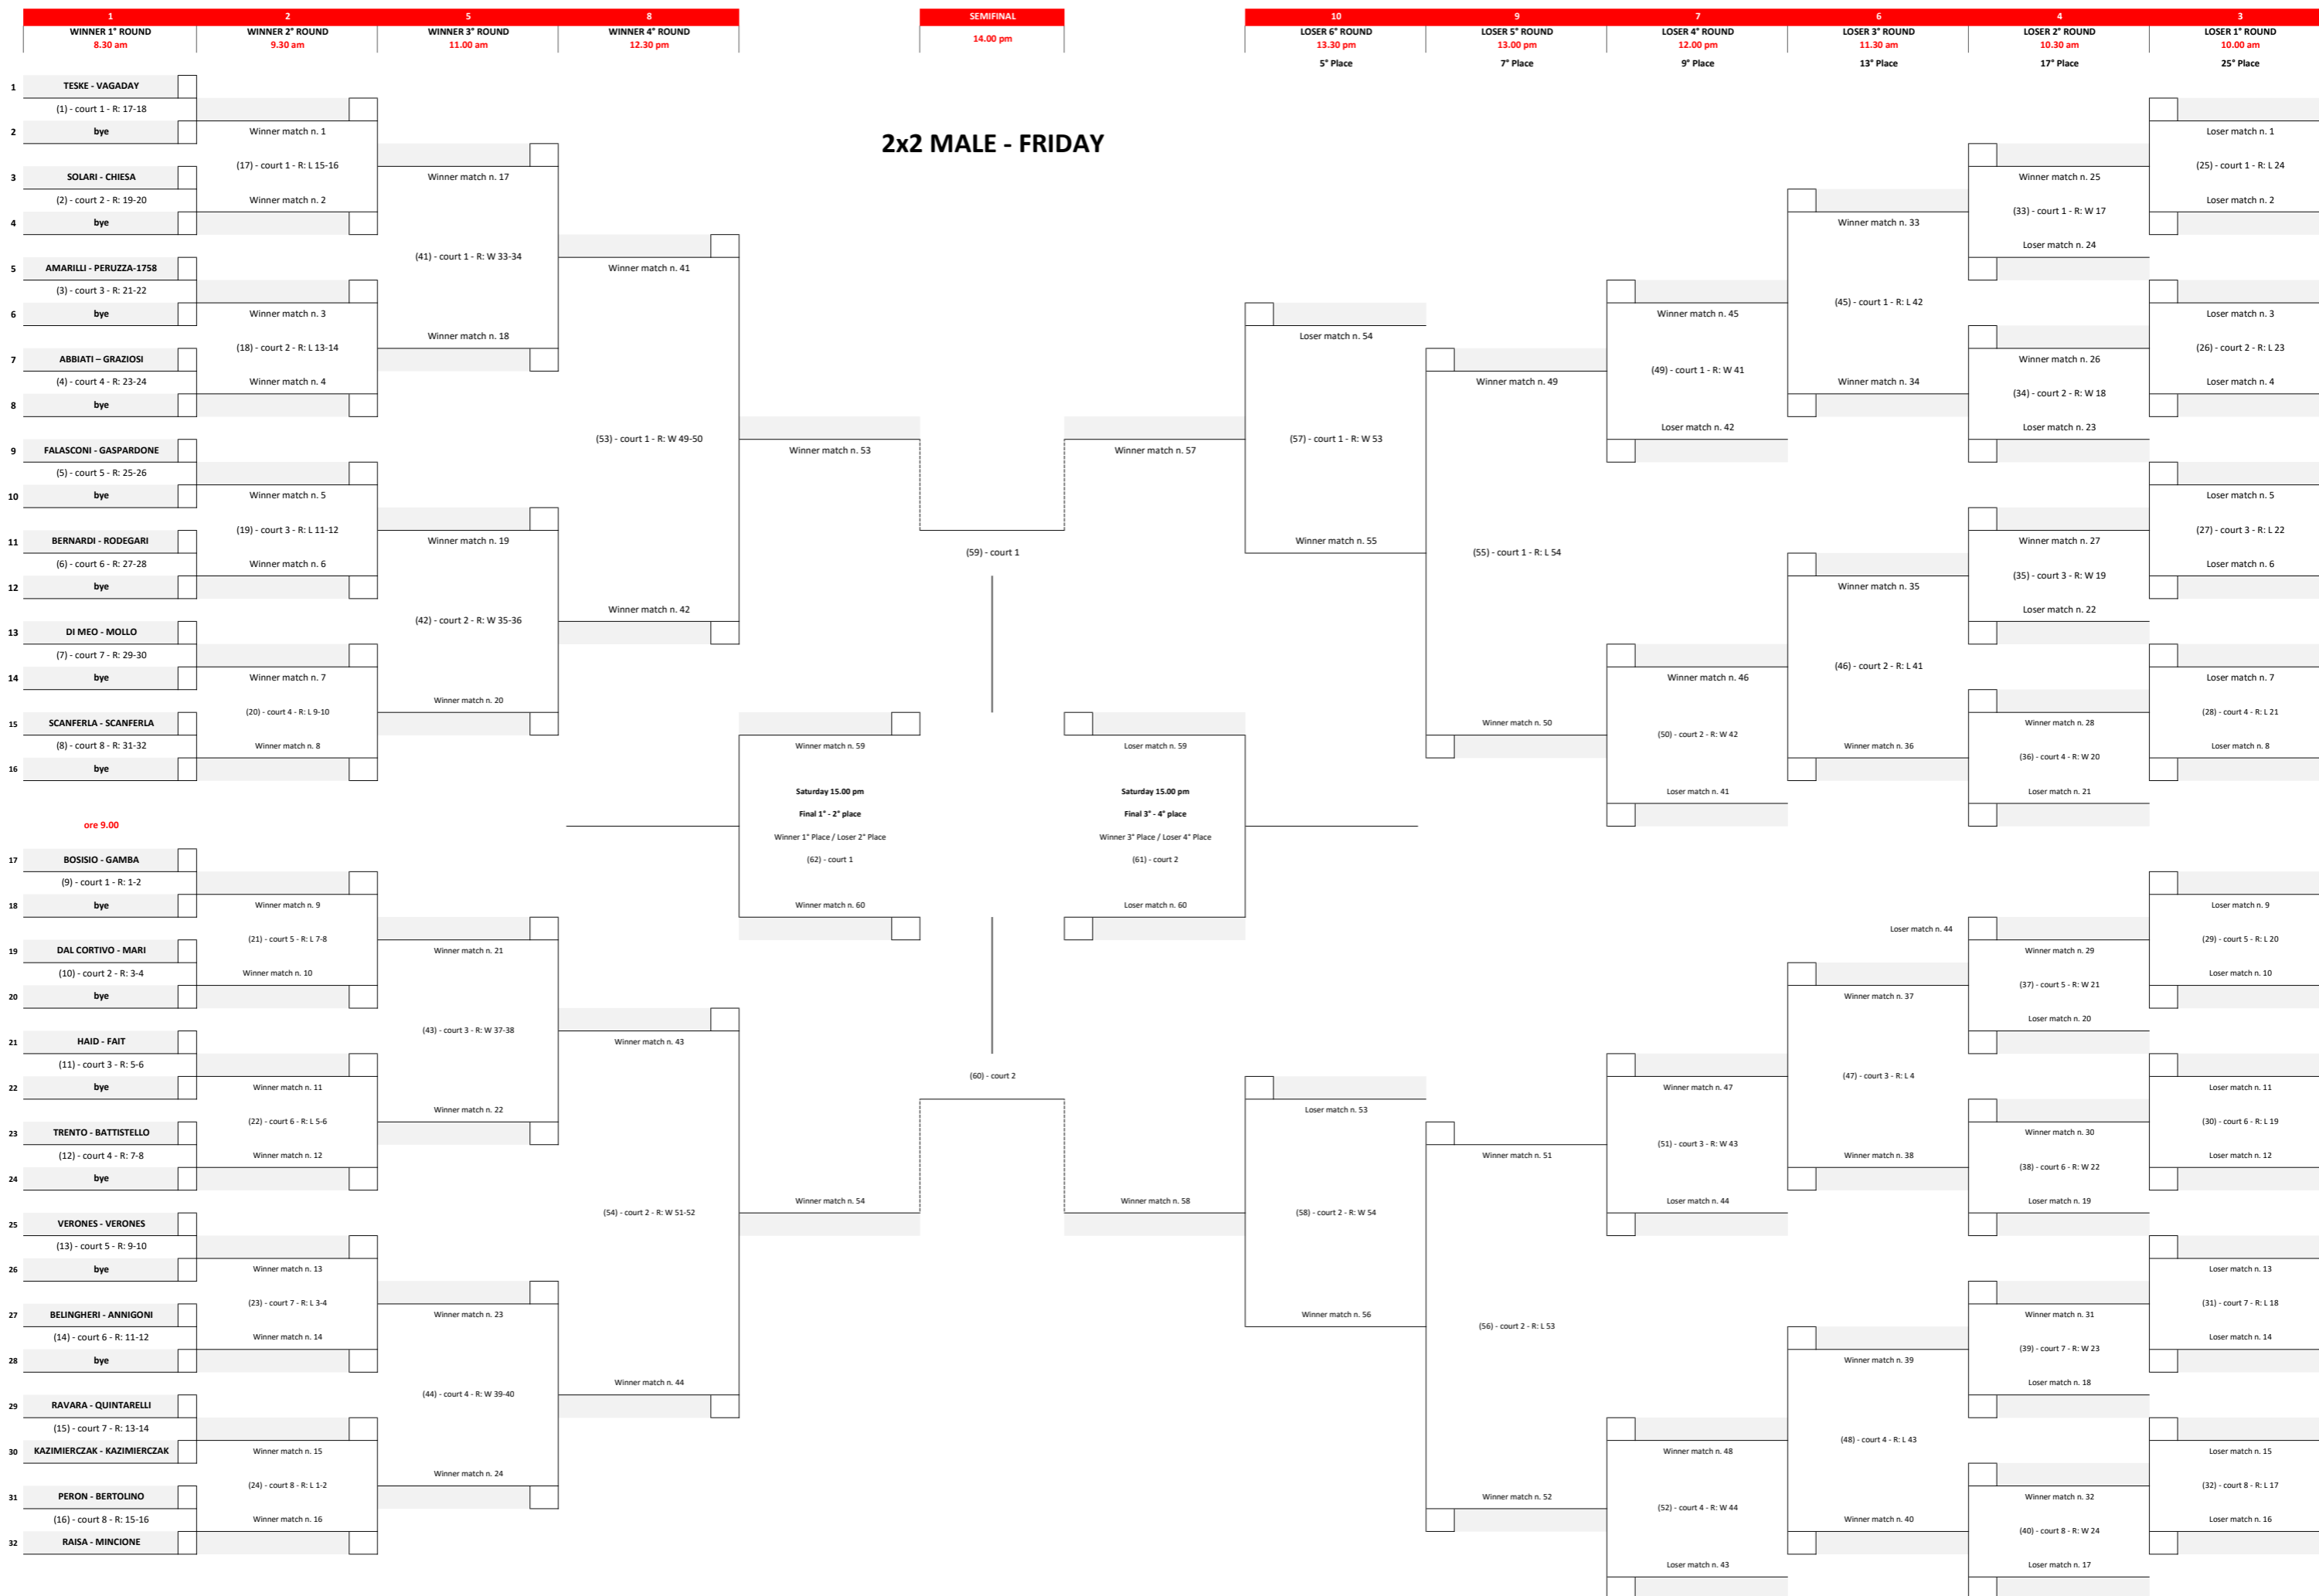 1 2 5 8 SEMIFINAL 10 9 7 6 4 3
WINNER 1° ROUND WINNER 2° ROUND WINNER 3° ROUND WINNER 4° ROUND LOSER 6° ROUND LOSER 5° ROUND LOSER 4° ROUND LOSER 3° ROUND LOSER 2° ROUND LOSER 1° ROUND
8.30 am 9.30 am 11.00 am 12.30 pm 14.00 pm 13.30 pm 13.00 pm 12.00 pm 11.30 am 10.30 am 10.00 am
5° Place 7° Place 9° Place 13° Place 17° Place 25° Place
2x2 MALE - FRIDAY
1 TESKE - VAGADAY
(1) - court 1 - R: 17-18
2 bye
3 SOLARI - CHIESA
(2) - court 2 - R: 19-20
4 bye
5 AMARILLI - PERUZZA-1758
(3) - court 3 - R: 21-22
6 bye
7 ABBIATI – GRAZIOSI
(4) - court 4 - R: 23-24
8 bye
9 FALASCONI - GASPARDONE
(5) - court 5 - R: 25-26
10 bye
11 BERNARDI - RODEGARI
(6) - court 6 - R: 27-28
12 bye
13 DI MEO - MOLLO
(7) - court 7 - R: 29-30
14 bye
15 SCANFERLA - SCANFERLA
(8) - court 8 - R: 31-32
16 bye
ore 9.00
17 BOSISIO - GAMBA
(9) - court 1 - R: 1-2
18 bye
19 DAL CORTIVO - MARI
(10) - court 2 - R: 3-4
20 bye
21 HAID - FAIT
(11) - court 3 - R: 5-6
22 bye
23 TRENTO - BATTISTELLO
(12) - court 4 - R: 7-8
24 bye
25 VERONES - VERONES
(13) - court 5 - R: 9-10
26 bye
27 BELINGHERI - ANNIGONI
(14) - court 6 - R: 11-12
28 bye
29 RAVARA - QUINTARELLI
(15) - court 7 - R: 13-14
30 KAZIMIERCZAK - KAZIMIERCZAK
31 PERON - BERTOLINO
(16) - court 8 - R: 15-16
32 RAISA - MINCIONE
Winner match n. 1
(17) - court 1 - R: L 15-16
Winner match n. 2
Winner match n. 3
(18) - court 2 - R: L 13-14
Winner match n. 4
Winner match n. 5
(19) - court 3 - R: L 11-12
Winner match n. 6
Winner match n. 7
(20) - court 4 - R: L 9-10
Winner match n. 8
Winner match n. 9
(21) - court 5 - R: L 7-8
Winner match n. 10
Winner match n. 11
(22) - court 6 - R: L 5-6
Winner match n. 12
Winner match n. 13
(23) - court 7 - R: L 3-4
Winner match n. 14
Winner match n. 15
(24) - court 8 - R: L 1-2
Winner match n. 16
Winner match n. 17
(41) - court 1 - R: W 33-34
Winner match n. 18
Winner match n. 19
(42) - court 2 - R: W 35-36
Winner match n. 20
Winner match n. 21
(43) - court 3 - R: W 37-38
Winner match n. 22
Winner match n. 23
(44) - court 4 - R: W 39-40
Winner match n. 24
Winner match n. 41
(53) - court 1 - R: W 49-50
Winner match n. 42
Winner match n. 43
(54) - court 2 - R: W 51-52
Winner match n. 44
Winner match n. 53
Winner match n. 59
Saturday 15.00 pm
Final 1° - 2° place
Winner 1° Place / Loser 2° Place
(62) - court 1
Winner match n. 60
Winner match n. 54
(59) - court 1
(60) - court 2
Winner match n. 57
Loser match n. 59
Saturday 15.00 pm
Final 3° - 4° place
Winner 3° Place / Loser 4° Place
(61) - court 2
Loser match n. 60
Winner match n. 58
Loser match n. 54
(57) - court 1 - R: W 53
Winner match n. 55
Loser match n. 53
(58) - court 2 - R: W 54
Winner match n. 56
Winner match n. 49
(55) - court 1 - R: L 54
Winner match n. 50
Winner match n. 51
(56) - court 2 - R: L 53
Winner match n. 52
Winner match n. 45
(49) - court 1 - R: W 41
Loser match n. 42
Winner match n. 46
(50) - court 2 - R: W 42
Loser match n. 41
Winner match n. 47
(51) - court 3 - R: W 43
Loser match n. 44
Winner match n. 48
(52) - court 4 - R: W 44
Loser match n. 43
Winner match n. 33
(45) - court 1 - R: L 42
Winner match n. 34
Winner match n. 35
(46) - court 2 - R: L 41
Winner match n. 36
Loser match n. 44
Winner match n. 37
(47) - court 3 - R: L 4
Winner match n. 38
Winner match n. 39
(48) - court 4 - R: L 43
Winner match n. 40
Winner match n. 25
(33) - court 1 - R: W 17
Loser match n. 24
Winner match n. 26
(34) - court 2 - R: W 18
Loser match n. 23
Winner match n. 27
(35) - court 3 - R: W 19
Loser match n. 22
Winner match n. 28
(36) - court 4 - R: W 20
Loser match n. 21
Winner match n. 29
(37) - court 5 - R: W 21
Loser match n. 20
Winner match n. 30
(38) - court 6 - R: W 22
Loser match n. 19
Winner match n. 31
(39) - court 7 - R: W 23
Loser match n. 18
Winner match n. 32
(40) - court 8 - R: W 24
Loser match n. 17
Loser match n. 1
(25) - court 1 - R: L 24
Loser match n. 2
Loser match n. 3
(26) - court 2 - R: L 23
Loser match n. 4
Loser match n. 5
(27) - court 3 - R: L 22
Loser match n. 6
Loser match n. 7
(28) - court 4 - R: L 21
Loser match n. 8
Loser match n. 9
(29) - court 5 - R: L 20
Loser match n. 10
Loser match n. 11
(30) - court 6 - R: L 19
Loser match n. 12
Loser match n. 13
(31) - court 7 - R: L 18
Loser match n. 14
Loser match n. 15
(32) - court 8 - R: L 17
Loser match n. 16